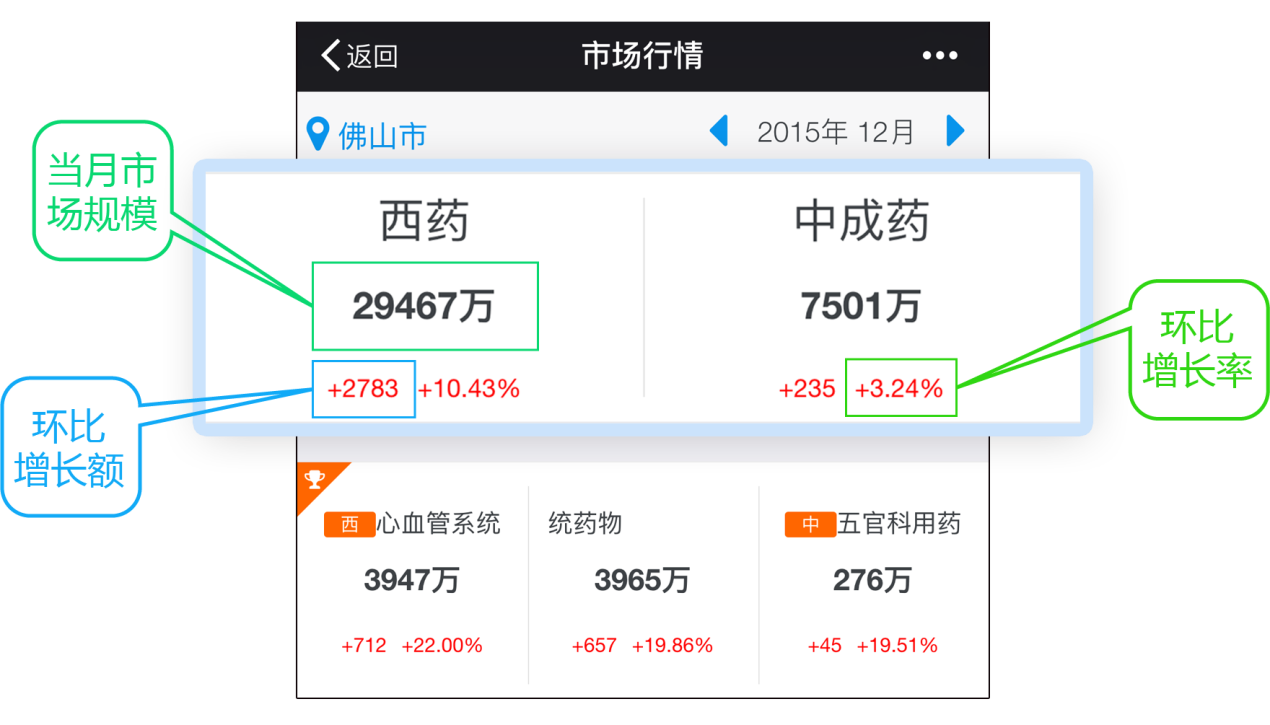 返回
市场行情
佛山市
2015年 12月
当月市
场规模
西药
中成药
29467万
7501万
环比
增长率
+2783 +10.43%
+235 +3.24%
环比
增长额
西 心血管系统
统药物
中 五官科用药
3947万
3965万
276万
+712 +22.00%
+657 +19.86%
+45 +19.51%